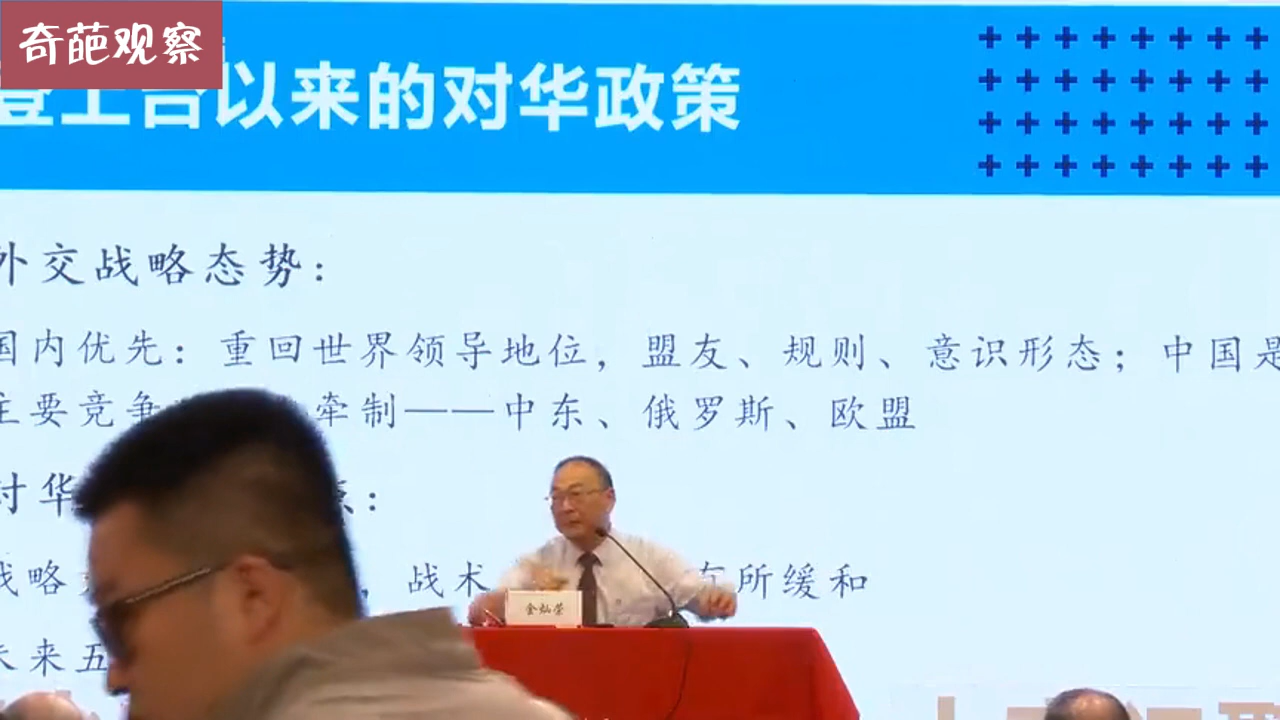 奇葩观察
登上台以来的对华政策
外交战略态势：
国内优先：重回世界领导地位，盟友、规则、意识形态；中国是
主要竞争 牵制——中东、俄罗斯、欧盟
对华
战略 ，战术 有所缓和
未来五
金灿荣